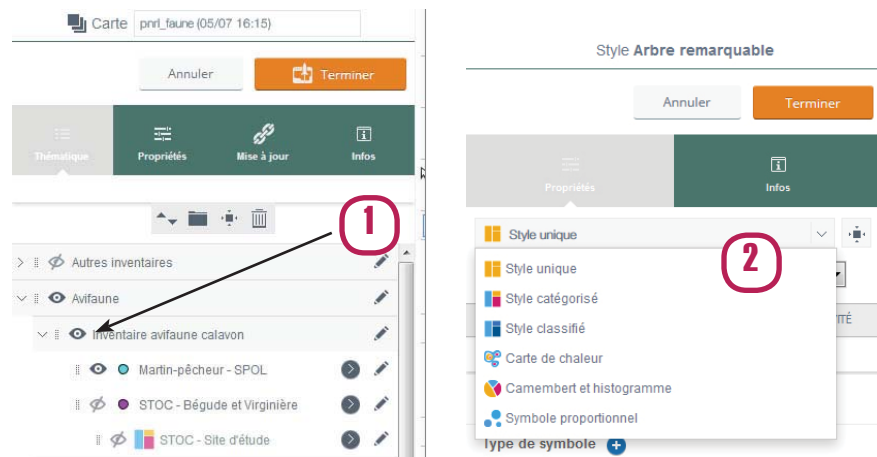 Carte pnrl_faune (05/07 16:15)
Annuler Terminer
Thématique Propriétés Mise à jour Infos
1
Autres inventaires
Avifaune
Inventaire avifaune calavon
Martin-pêcheur - SPOL
STOC - Bégude et Virginière
STOC - Site d'étude
Style Arbre remarquable
Annuler Terminer
Propriétés Infos
Style unique
2
Style unique
Style catégorisé
Style classifié
Carte de chaleur
Camembert et histogramme
Symbole proportionnel
Type de symbole